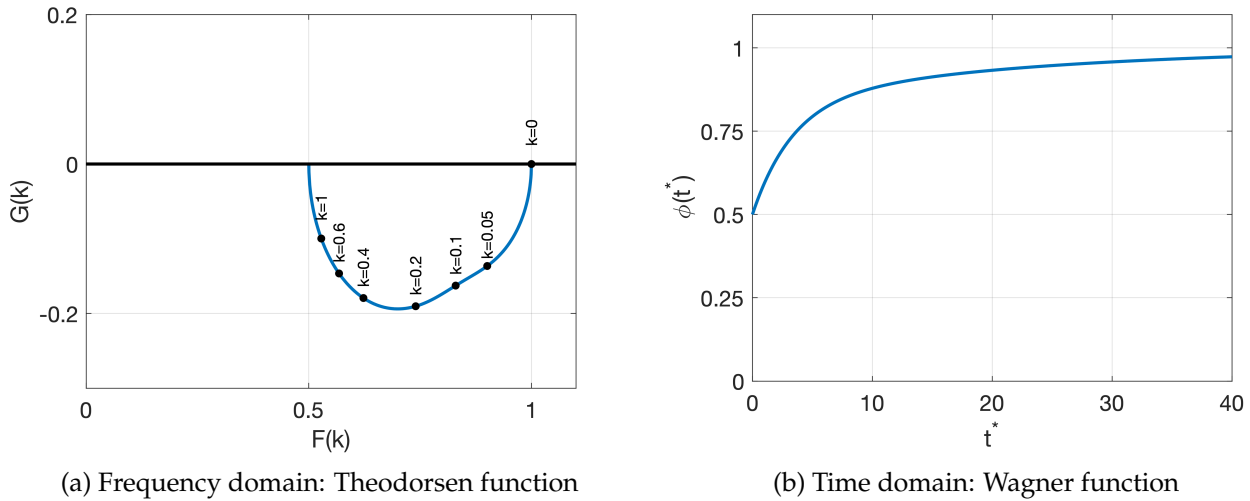 0.2
0
-0.2
G(k)
k=1
k=0.6
k=0.4
k=0.2
k=0.1
k=0.05
k=0
0
0.5
1
F(k)
(a) Frequency domain: Theodorsen function
1
0.75
0.5
0.25
0
ϕ(t*)
0
10
20
30
40
t*
(b) Time domain: Wagner function